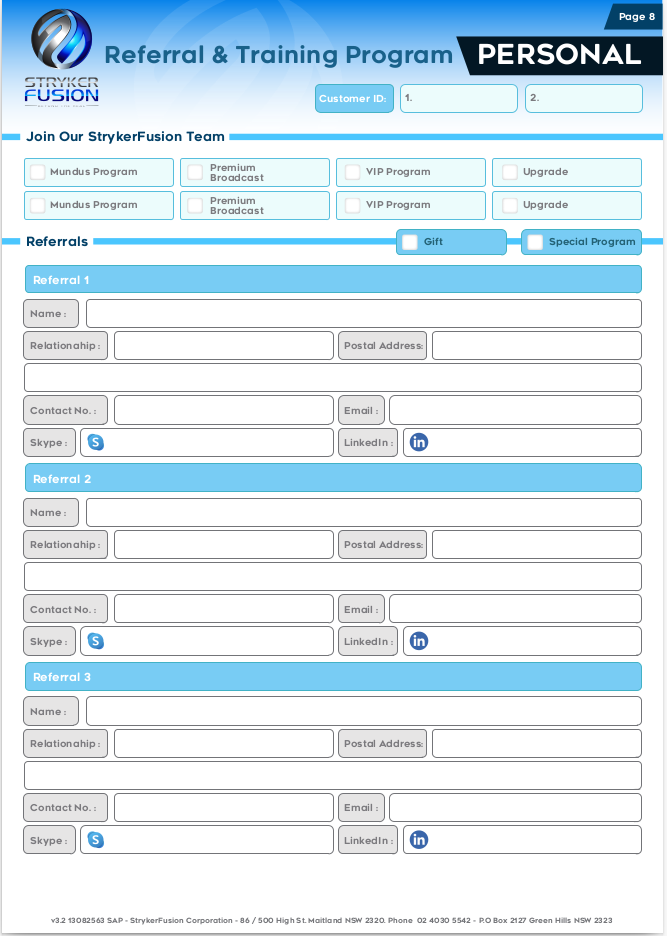 Page 8
Referral & Training Program
PERSONAL
STRYKER
FUSION
Customer ID:
1.
2.
Join Our StrykerFusion Team
Mundus Program
Premium
Broadcast
VIP Program
Upgrade
Mundus Program
Premium
Broadcast
VIP Program
Upgrade
Referrals
Gift
Special Program
Referral 1
Name :
Relationahip :
Postal Address:
Contact No. :
Email :
Skype :
S
LinkedIn :
in
Referral 2
Name :
Relationahip :
Postal Address:
Contact No. :
Email :
Skype :
S
LinkedIn :
in
Referral 3
Name :
Relationahip :
Postal Address:
Contact No. :
Email :
Skype :
S
LinkedIn :
in
v3.2 13082563 SAP - StrykerFusion Corporation - 86 / 500 High St. Maitland NSW 2320. Phone 02 4030 5542 - P.O Box 2127 Green Hills NSW 2323